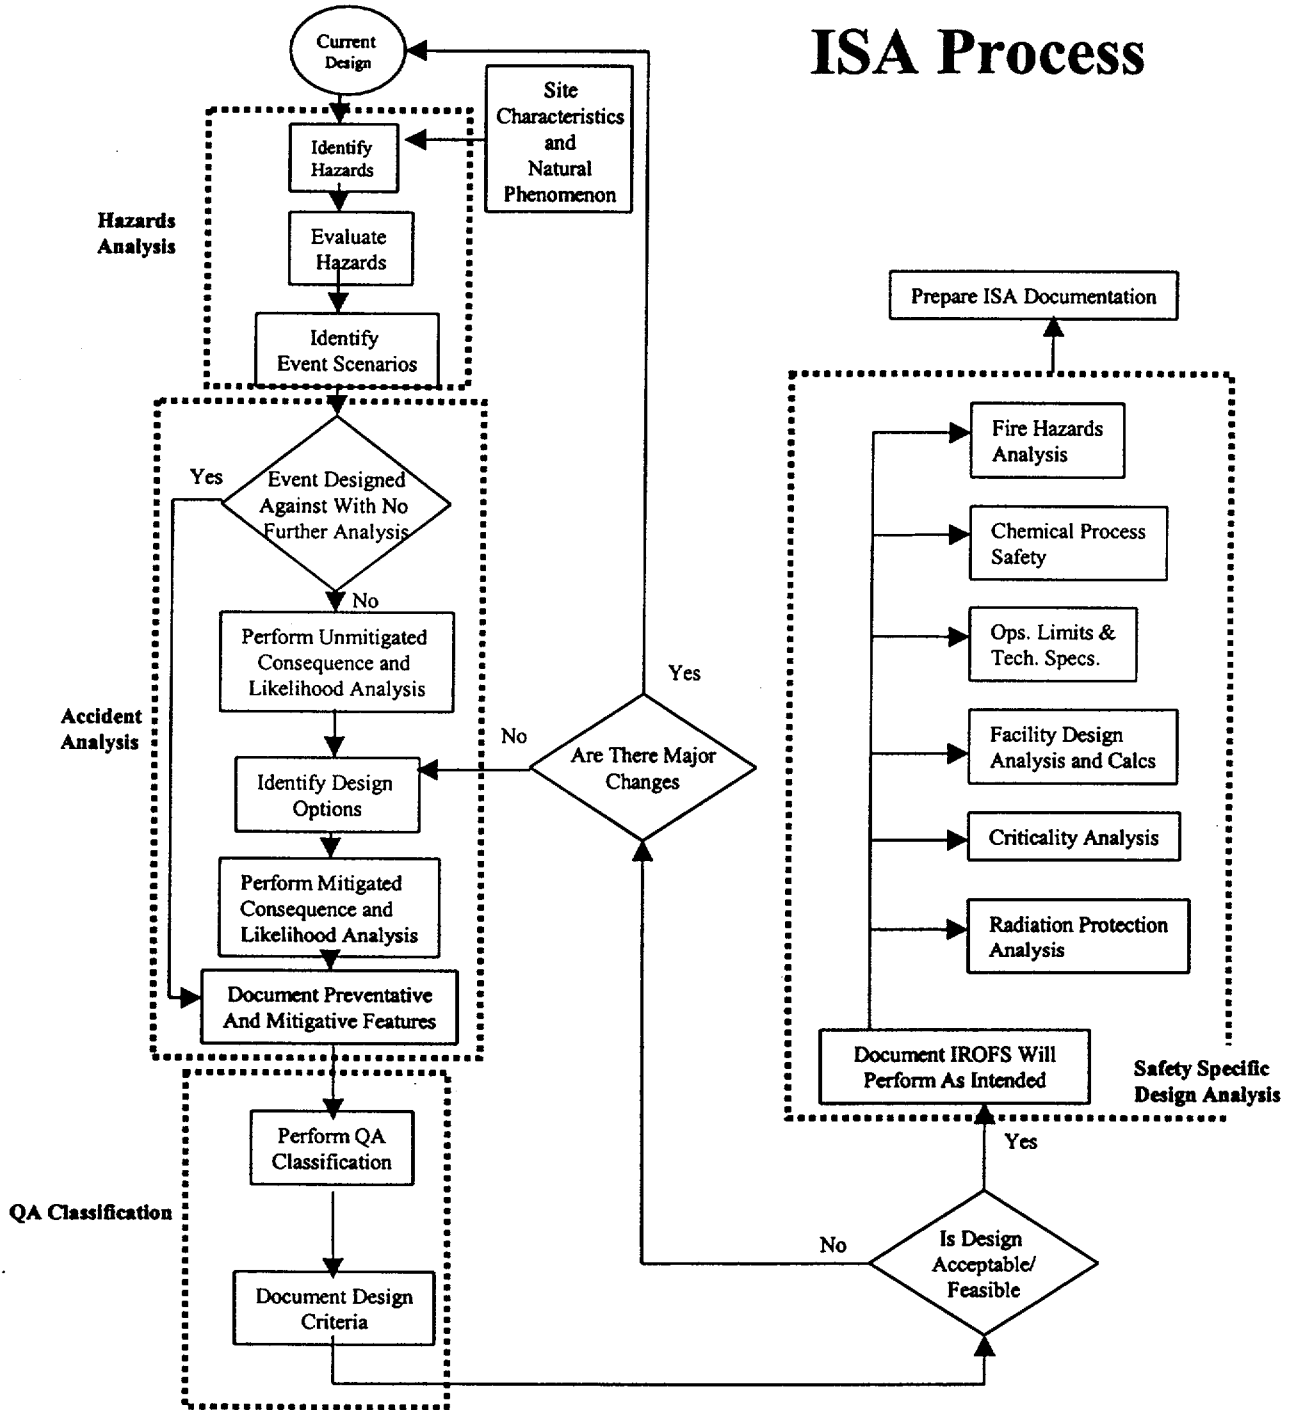 ISA Process
Current
Design
Site
Characteristics
and
Natural
Phenomenon
Identify
Hazards
Hazards
Analysis
Evaluate
Hazards
Identify
Event Scenarios
Yes
Event Designed
Against With No
Further Analysis
No
Perform Unmitigated
Consequence and
Likelihood Analysis
Accident
Analysis
Identify Design
Options
Perform Mitigated
Consequence and
Likelihood Analysis
Document Preventative
And Mitigative Features
Perform QA
Classification
QA Classification
Document Design
Criteria
Yes
No
Are There Major
Changes
No
Is Design
Acceptable/
Feasible
Yes
Document IROFS Will
Perform As Intended
Safety Specific
Design Analysis
Prepare ISA Documentation
Fire Hazards
Analysis
Chemical Process
Safety
Ops. Limits &
Tech. Specs.
Facility Design
Analysis and Calcs
Criticality Analysis
Radiation Protection
Analysis